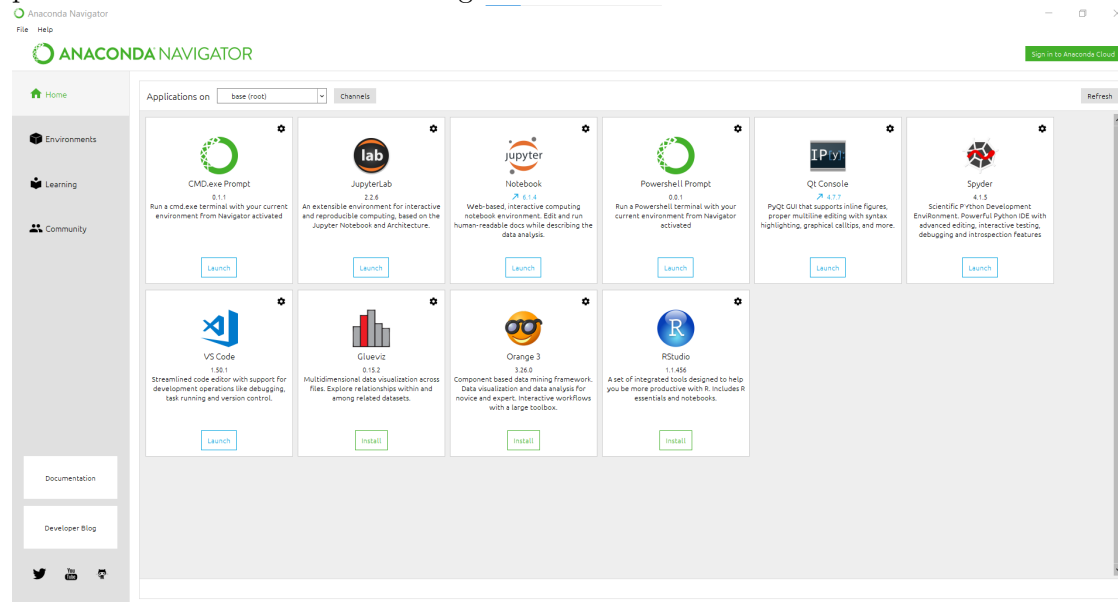 Anaconda Navigator
File Help
ANACONDA NAVIGATOR
Sign in to Anaconda Cloud
Home
Environments
Learning
Community
Applications on base (root) Channels Refresh
CMD.exe Prompt
0.1.1
Run a cmd.exe terminal with your current
environment from Navigator activated
Launch
lab
JupyterLab
2.2.6
An extensible environment for interactive
and reproducible computing, based on the
Jupyter Notebook and Architecture.
Launch
jupyter
Notebook
6.1.4
Web-based, interactive computing
notebook environment. Edit and run
human-readable docs while describing the
data analysis.
Launch
Powershell Prompt
0.0.1
Run a Powershell terminal with your
current environment from Navigator
activated
Launch
IP[y]:
Qt Console
4.7.7
PyQt GUI that supports inline figures,
proper multiline editing with syntax
highlighting, graphical calltips, and more.
Launch
Spyder
4.1.5
Scientific PYthon Development
EnviRonment. Powerful Python IDE with
advanced editing, interactive testing,
debugging and introspection features
Launch
VS Code
1.50.1
Streamlined code editor with support for
development operations like debugging,
task running and version control.
Launch
Glueviz
0.15.2
Multidimensional data visualization across
files. Explore relationships within and
among related datasets.
Install
Orange 3
3.26.0
Component based data mining framework.
Data visualization and data analysis for
novice and expert. Interactive workflows
with a large toolbox.
Install
R
RStudio
1.1.456
A set of integrated tools designed to help
you be more productive with R. Includes R
essentials and notebooks.
Install
Documentation
Developer Blog
You
Tube